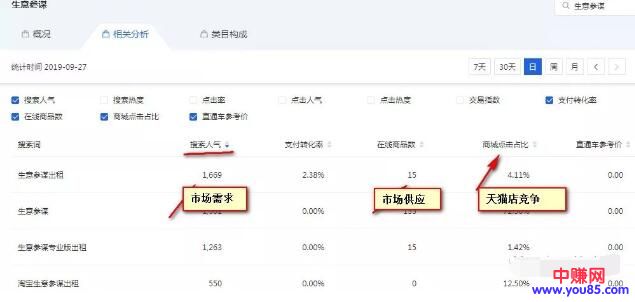 生意参谋
生意参谋
概况
相关分析
类目构成
统计时间 2019-09-27
7天 30天 日 周 月
搜索人气 搜索热度 点击率 点击人气 点击热度 交易指数 支付转化率
在线商品数 商城点击占比 直通车参考价
搜索词 搜索人气 支付转化率 在线商品数 商城点击占比 直通车参考价
生意参谋出租 1,669 2.38% 15 4.11% 0.00
市场需求 市场供应 天猫店竞争
生意参谋 0.00% 0.00
生意参谋专业版出租 1,263 0.00% 15 1.42% 0.00
淘宝生意参谋出租 550 0.00% 0 12.50% 0.00
中赚网
www.you85.com